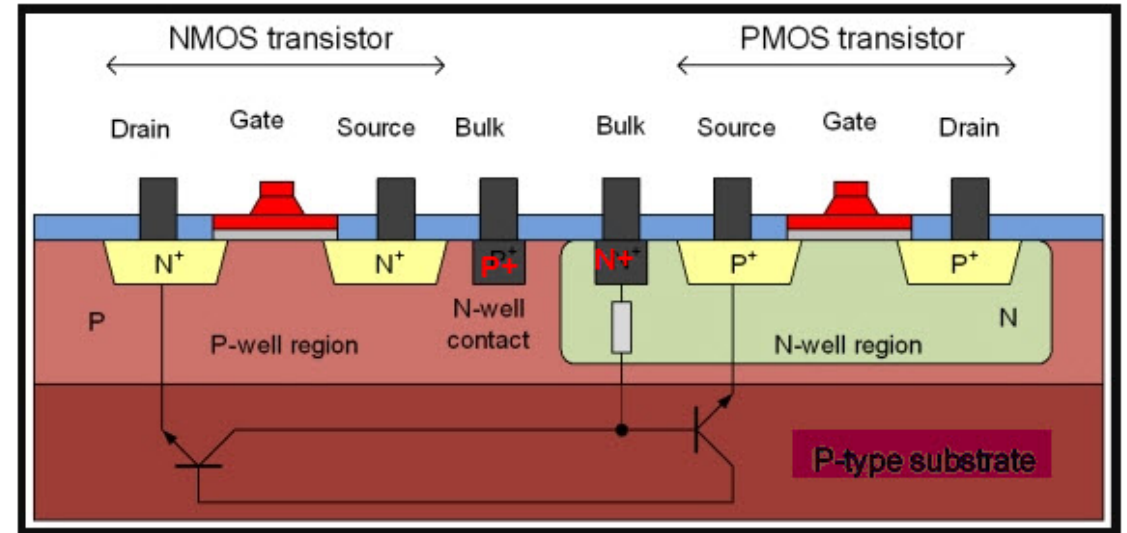 NMOS transistor PMOS transistor
Drain Gate Source Bulk Bulk Source Gate Drain
N+ N+ P+ N+ P+ P+
P P-well region N-well contact N-well region N
P-type substrate